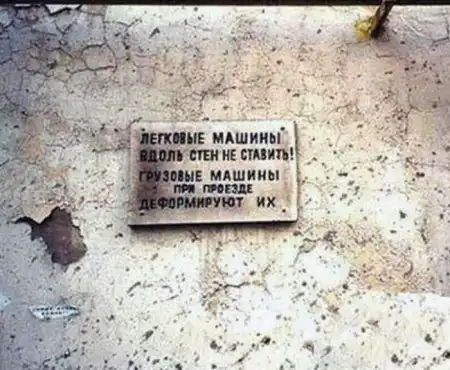 ЛЕГКОВЫЕ МАШИНЫ
ВДОЛЬ СТЕН НЕ СТАВИТЬ!
ГРУЗОВЫЕ МАШИНЫ
ПРИ ПРОЕЗДЕ
ДЕФОРМИРУЮТ ИХ